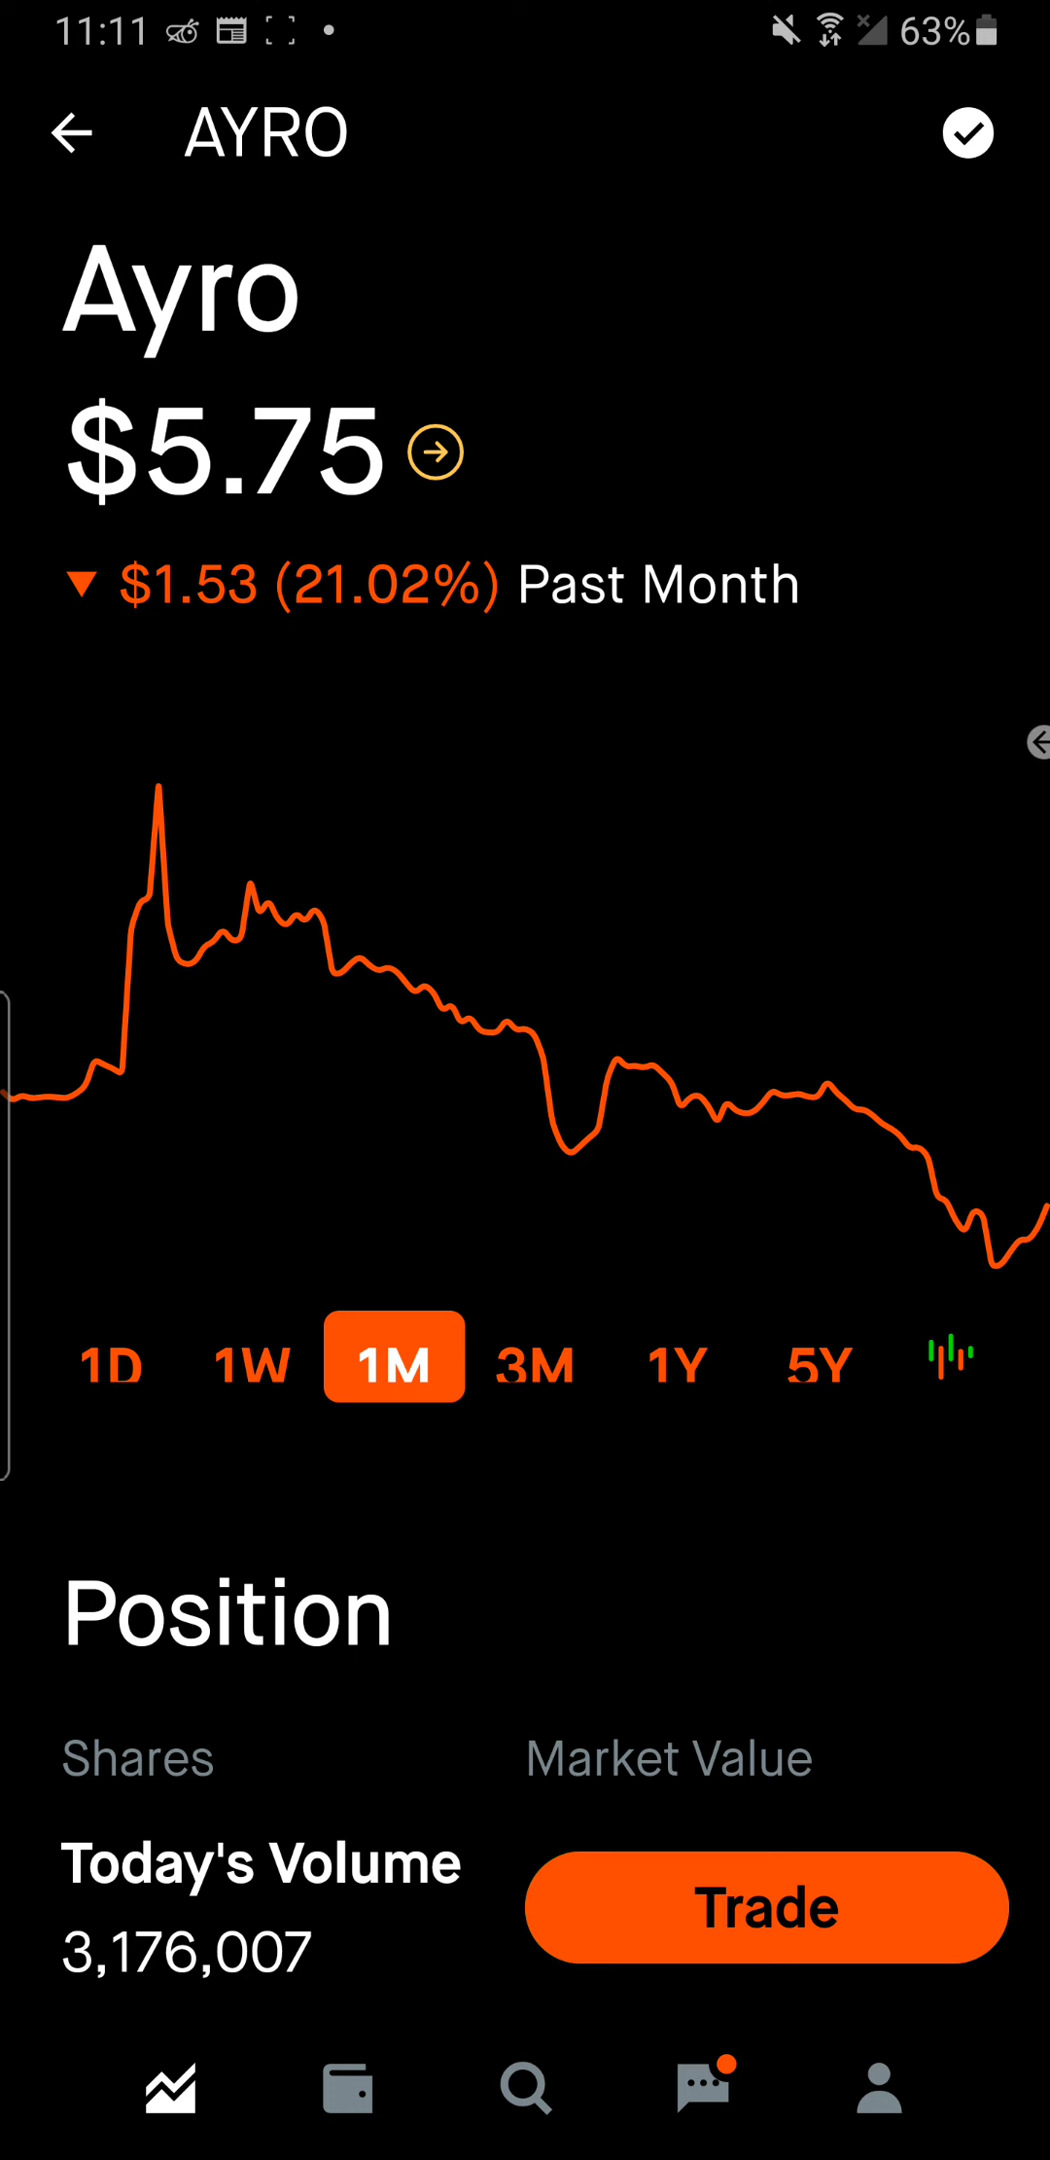 11:11 63%
AYRO
Ayro
$5.75
▼ $1.53 (21.02%) Past Month
1D 1W 1M 3M 1Y 5Y
Position
Shares Market Value
Today's Volume
3,176,007
Trade